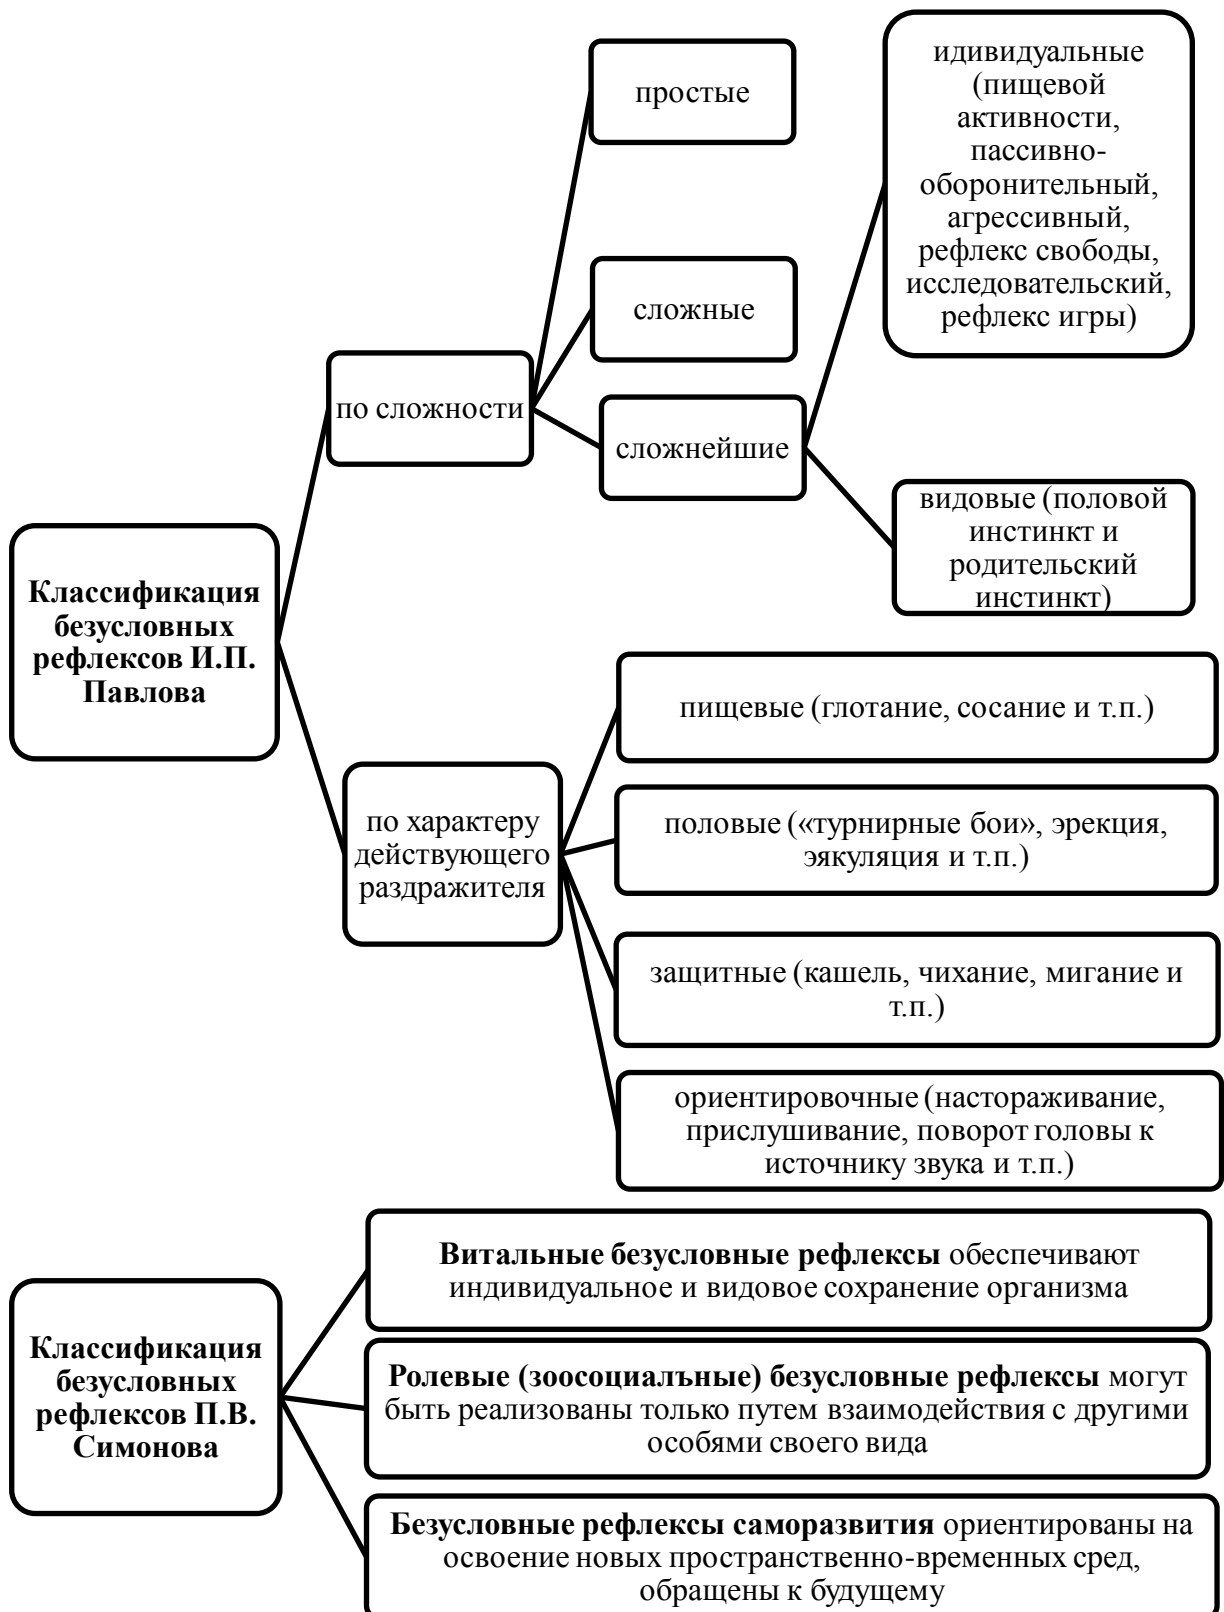 Классификация
безусловных
рефлексов И.П.
Павлова
по сложности
простые
сложные
сложнейшие
идивидуальные
(пищевой
активности,
пассивно-
оборонительный,
агрессивный,
рефлекс свободы,
исследовательский,
рефлекс игры)
видовые (половой
инстинкт и
родительский
инстинкт)
по характеру
действующего
раздражителя
пищевые (глотание, сосание и т.п.)
половые («турнирные бои», эрекция,
эякуляция и т.п.)
защитные (кашель, чихание, мигание и
т.п.)
ориентировочные (настораживание,
прислушивание, поворот головы к
источнику звука и т.п.)
Классификация
безусловных
рефлексов П.В.
Симонова
Витальные безусловные рефлексы обеспечивают
индивидуальное и видовое сохранение организма
Ролевые (зоосоциалъные) безусловные рефлексы могут
быть реализованы только путем взаимодействия с другими
особями своего вида
Безусловные рефлексы саморазвития ориентированы на
освоение новых пространственно-временных сред,
обращены к будущему